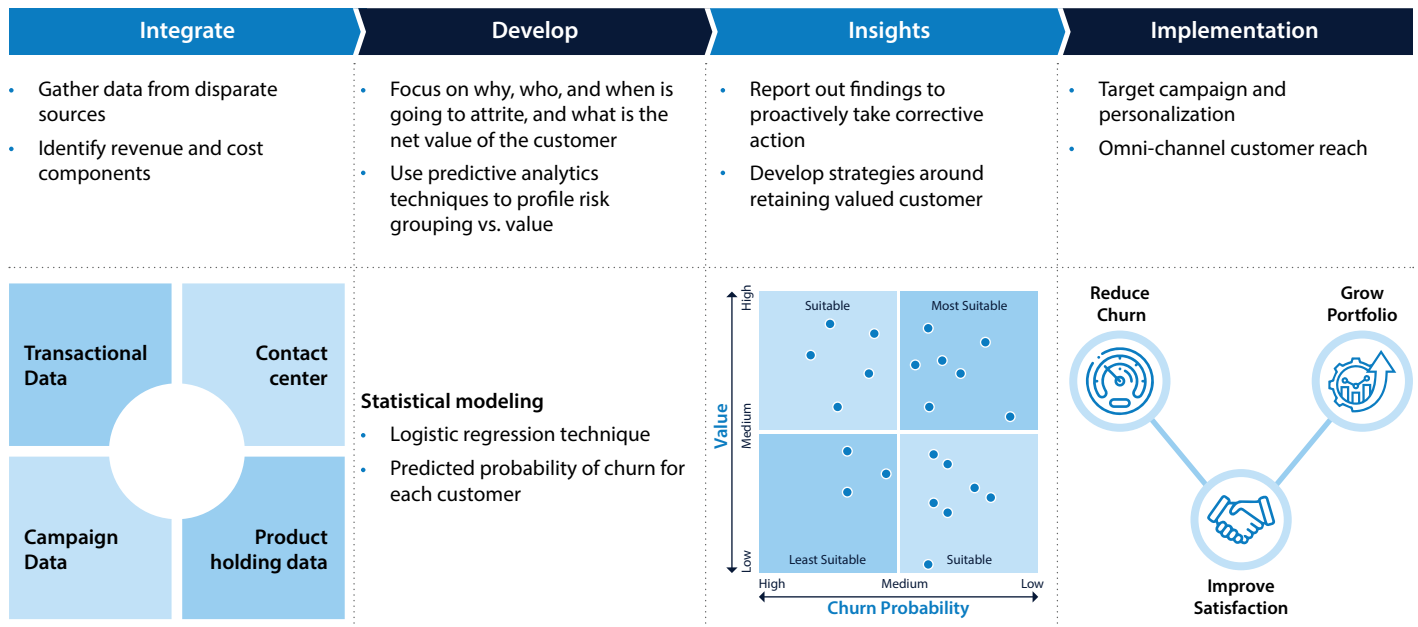 Integrate
Develop
Insights
Implementation
• Gather data from disparate
sources
• Identify revenue and cost
components
• Focus on why, who, and when is
going to attrite, and what is the
net value of the customer
• Use predictive analytics
techniques to profile risk
grouping vs. value
• Report out findings to
proactively take corrective
action
• Develop strategies around
retaining valued customer
• Target campaign and
personalization
• Omni-channel customer reach
Transactional
Data
Contact
center
Campaign
Data
Product
holding data
Statistical modeling
• Logistic regression technique
• Predicted probability of churn for
each customer
Value
High
Medium
Low
Suitable
Most Suitable
Least Suitable
Suitable
High
Medium
Low
Churn Probability
Reduce
Churn
Grow
Portfolio
Improve
Satisfaction